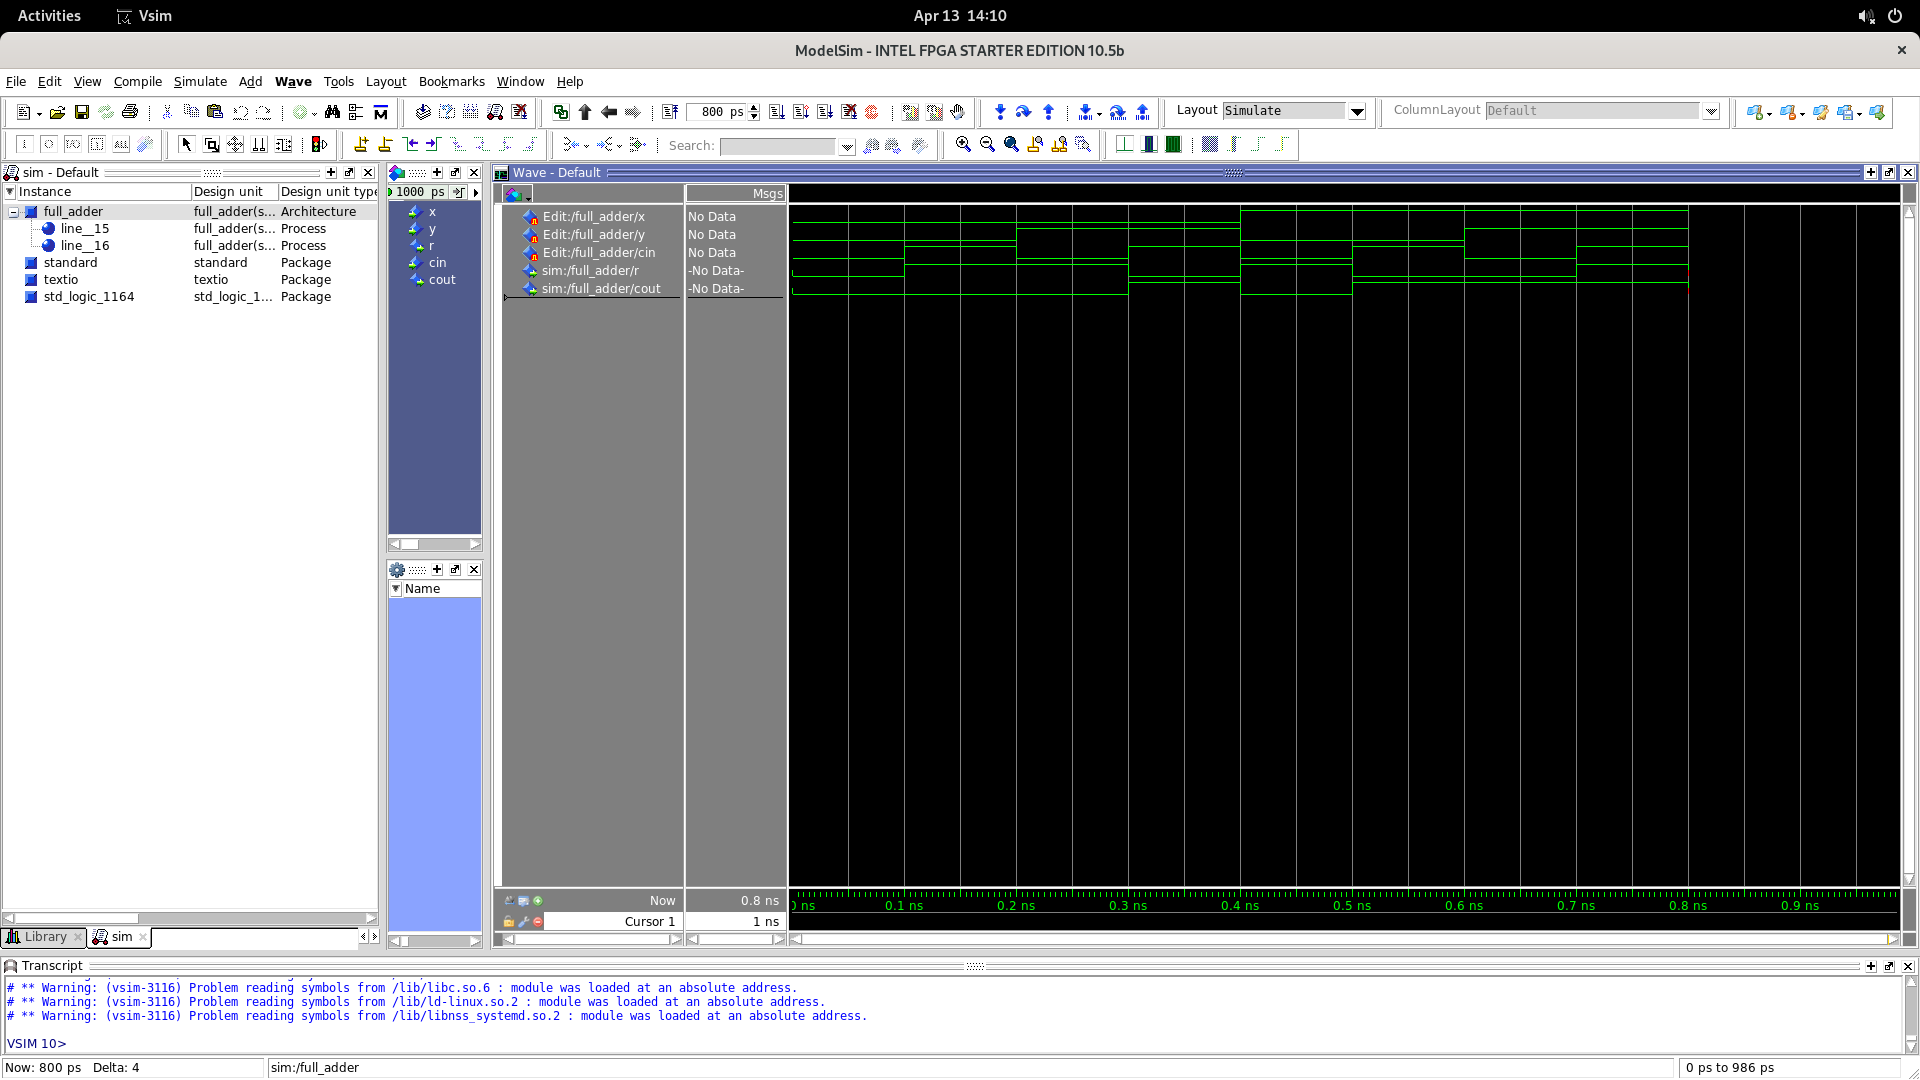 Activities Vsim Apr 13 14:10
ModelSim - INTEL FPGA STARTER EDITION 10.5b
File Edit View Compile Simulate Add Wave Tools Layout Bookmarks Window Help
800 ps Layout Simulate ColumnLayout Default
ALL Search:
sim - Default
Instance Design unit Design unit type
full_adder full_adder(s... Architecture
line__15 full_adder(s... Process
line__16 full_adder(s... Process
standard standard Package
textio textio Package
std_logic_1164 std_logic_1... Package
Library sim
1000 ps
x
y
r
cin
cout
Name
Wave - Default
Msgs
Edit:/full_adder/x No Data
Edit:/full_adder/y No Data
Edit:/full_adder/cin No Data
sim:/full_adder/r -No Data-
sim:/full_adder/cout -No Data-
Now 0.8 ns
Cursor 1 1 ns
0 ns 0.1 ns 0.2 ns 0.3 ns 0.4 ns 0.5 ns 0.6 ns 0.7 ns 0.8 ns 0.9 ns
Transcript
# ** Warning: (vsim-3116) Problem reading symbols from /lib/libc.so.6 : module was loaded at an absolute address.
# ** Warning: (vsim-3116) Problem reading symbols from /lib/ld-linux.so.2 : module was loaded at an absolute address.
# ** Warning: (vsim-3116) Problem reading symbols from /lib/libnss_systemd.so.2 : module was loaded at an absolute address.
VSIM 10>
Now: 800 ps Delta: 4 sim:/full_adder 0 ps to 986 ps